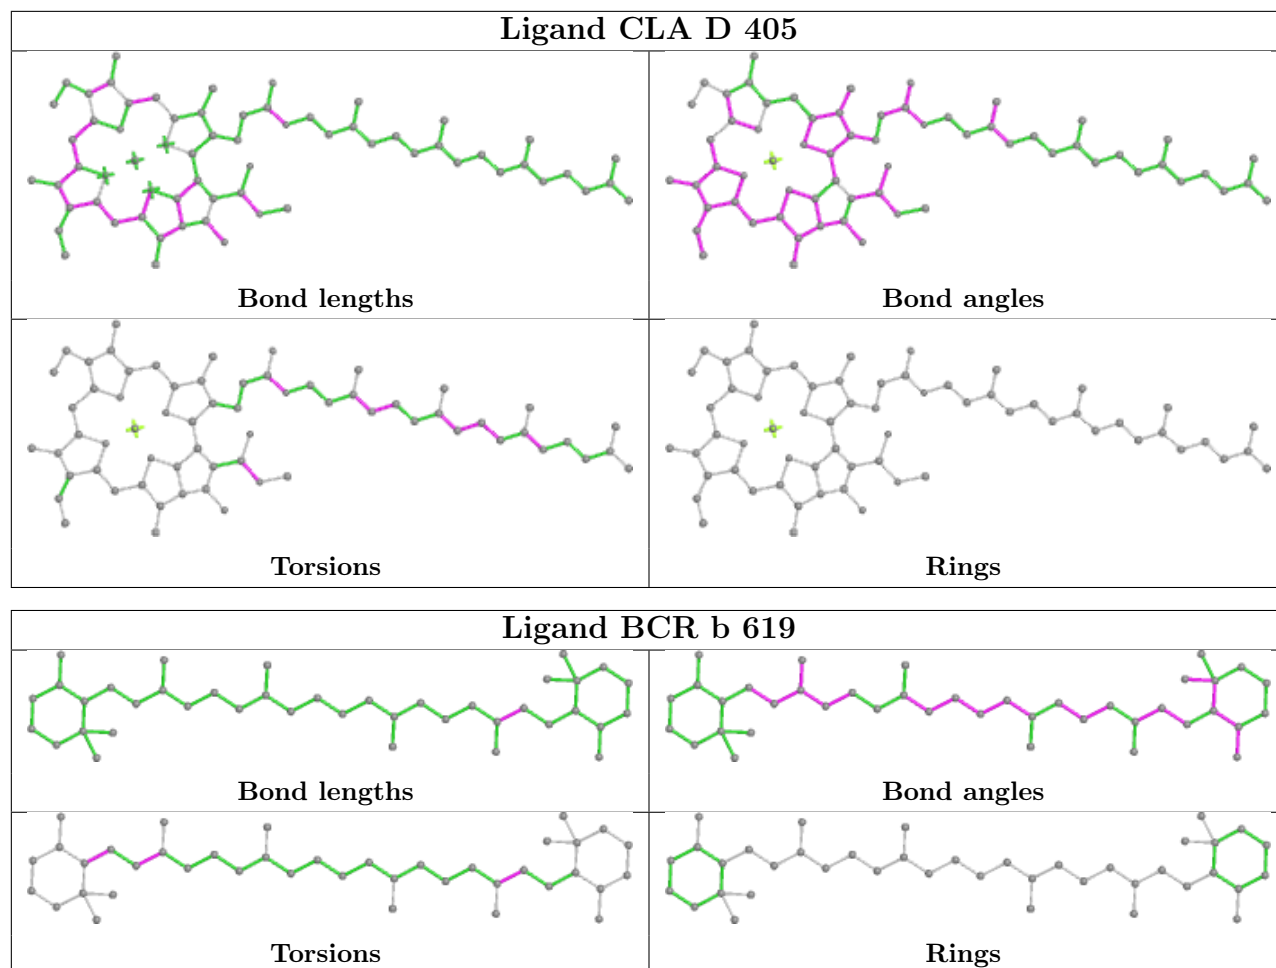 Ligand CLA D 405
Bond lengths
Bond angles
Torsions
Rings
Ligand BCR b 619
Bond lengths
Bond angles
Torsions
Rings